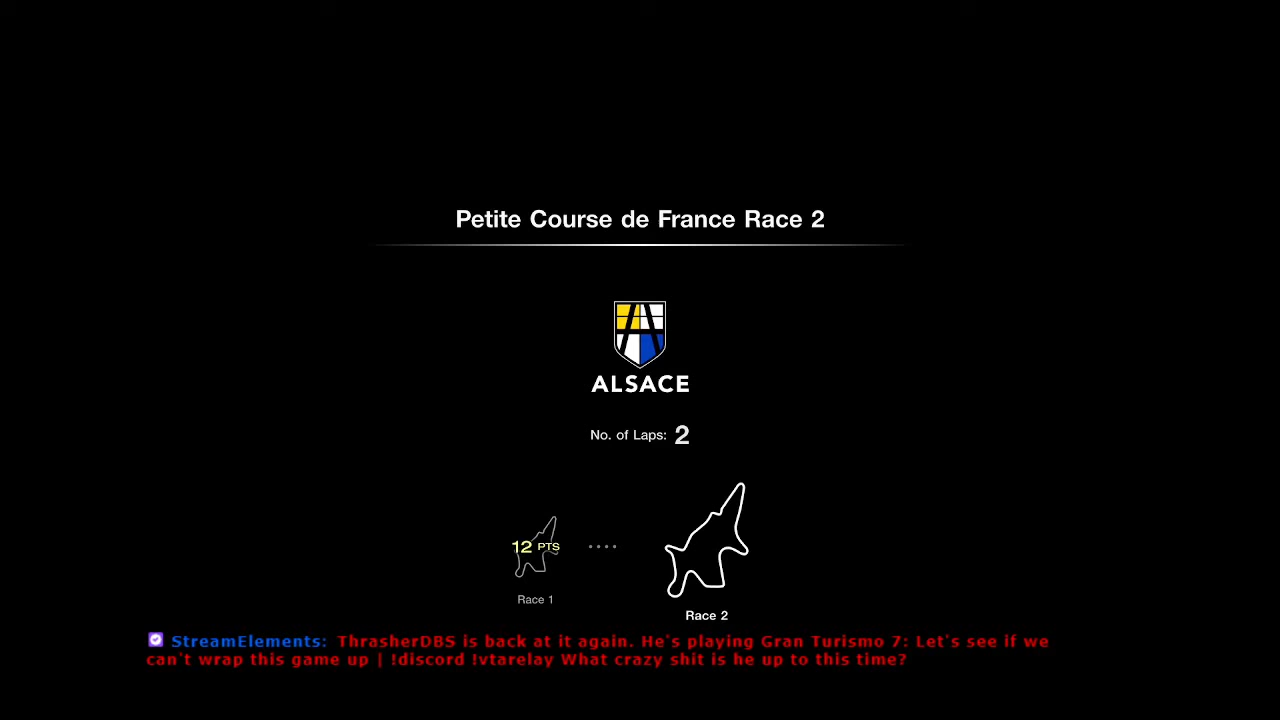 Petite Course de France Race 2
ALSACE
No. of Laps: 2
12 PTS
Race 1
Race 2
StreamElements: ThrasherDBS is back at it again. He's playing Gran Turismo 7: Let's see if we
can't wrap this game up | !discord !vtarelay What crazy shit is he up to this time?